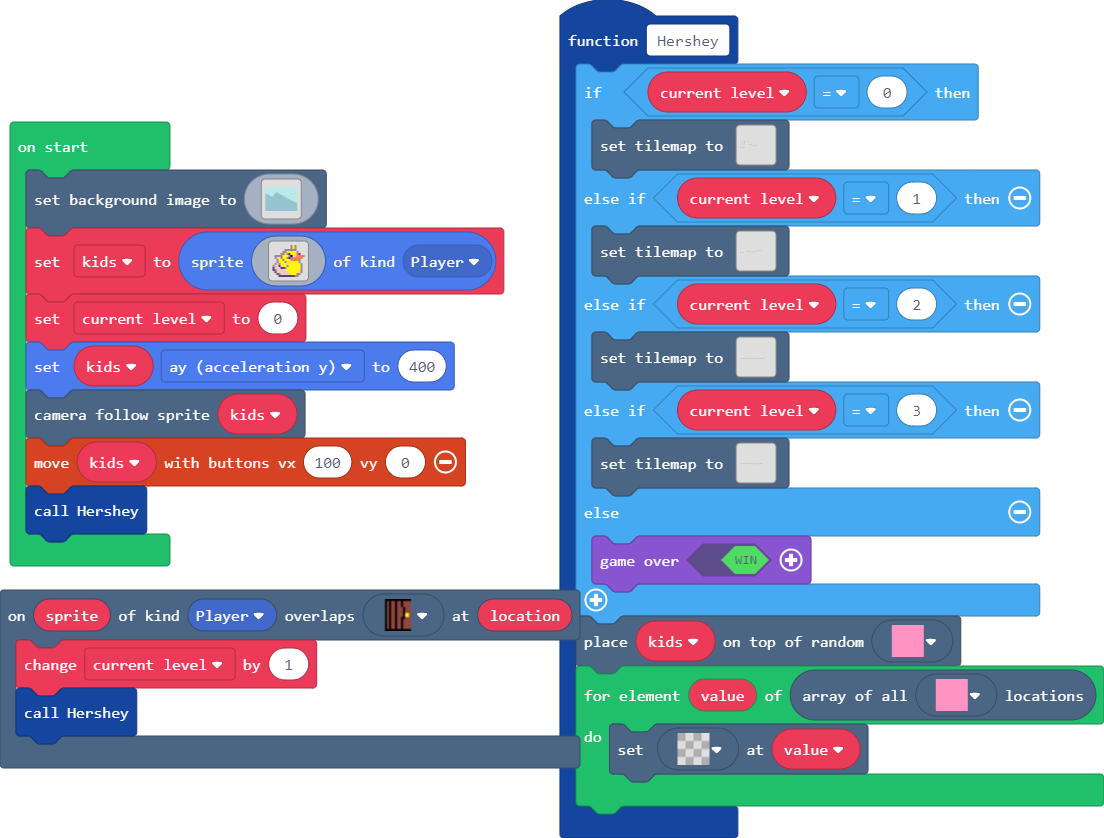 on start
set background image to
set kids to sprite of kind Player
set current level to 0
set kids ay (acceleration y) to 400
camera follow sprite kids
move kids with buttons vx 100 vy 0
call Hershey
on sprite of kind Player overlaps at location
change current level by 1
call Hershey
function Hershey
if current level = 0 then
set tilemap to
else if current level = 1 then
set tilemap to
else if current level = 2 then
set tilemap to
else if current level = 3 then
set tilemap to
else
game over WIN
place kids on top of random
for element value of array of all locations
do
set at value